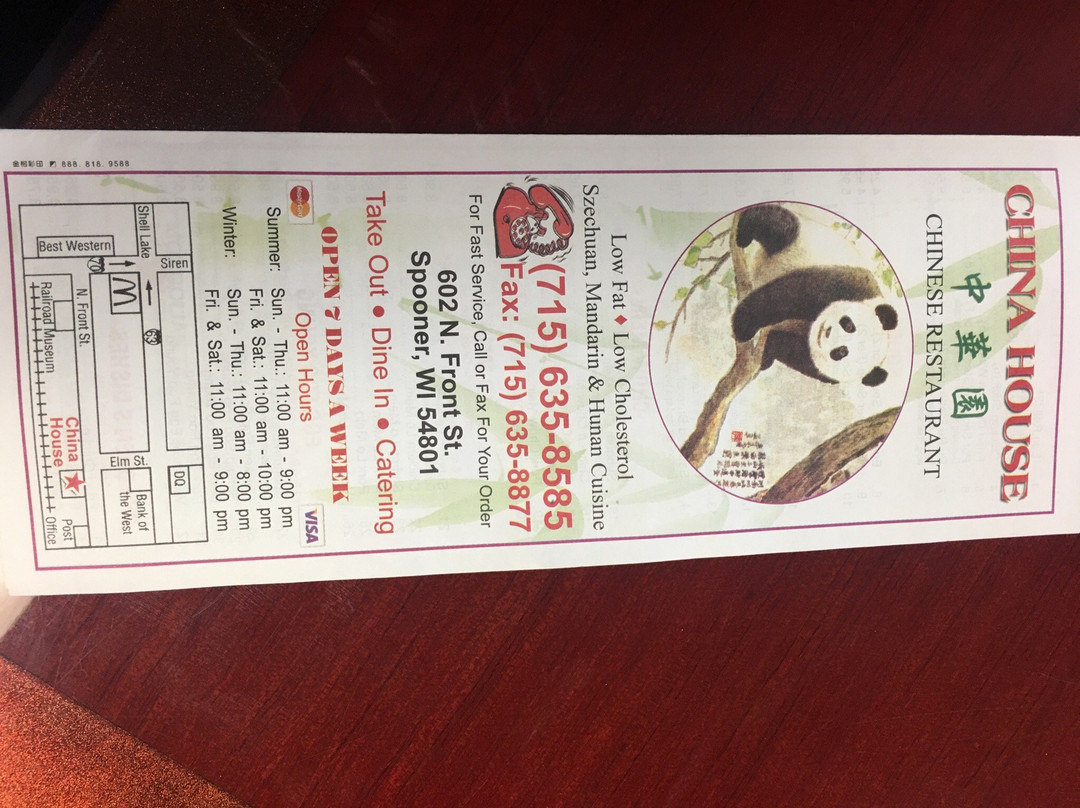 CHINA HOUSE
中華園
CHINESE RESTAURANT
Low Fat ♦ Low Cholesterol
Szechuan, Mandarin & Hunan Cuisine
(715) 635-8585
Fax: (715) 635-8877
For Fast Service, Call or Fax For Your Order
602 N. Front St.
Spooner, WI 54801
Take Out ● Dine In ● Catering
OPEN 7 DAYS A WEEK
MasterCard
Open Hours
VISA
Summer: Sun. - Thu.: 11:00 am - 9:00 pm
Fri. & Sat.: 11:00 am - 10:00 pm
Winter: Sun. - Thu.: 11:00 am - 8:00 pm
Fri. & Sat.: 11:00 am - 9:00 pm
Siren
DQ
Shell Lake
63
Bank of
the West
Elm St.
M
Best Western
70
N. Front St.
China
House
Railroad Museum
Post
Office
888. 818. 9588